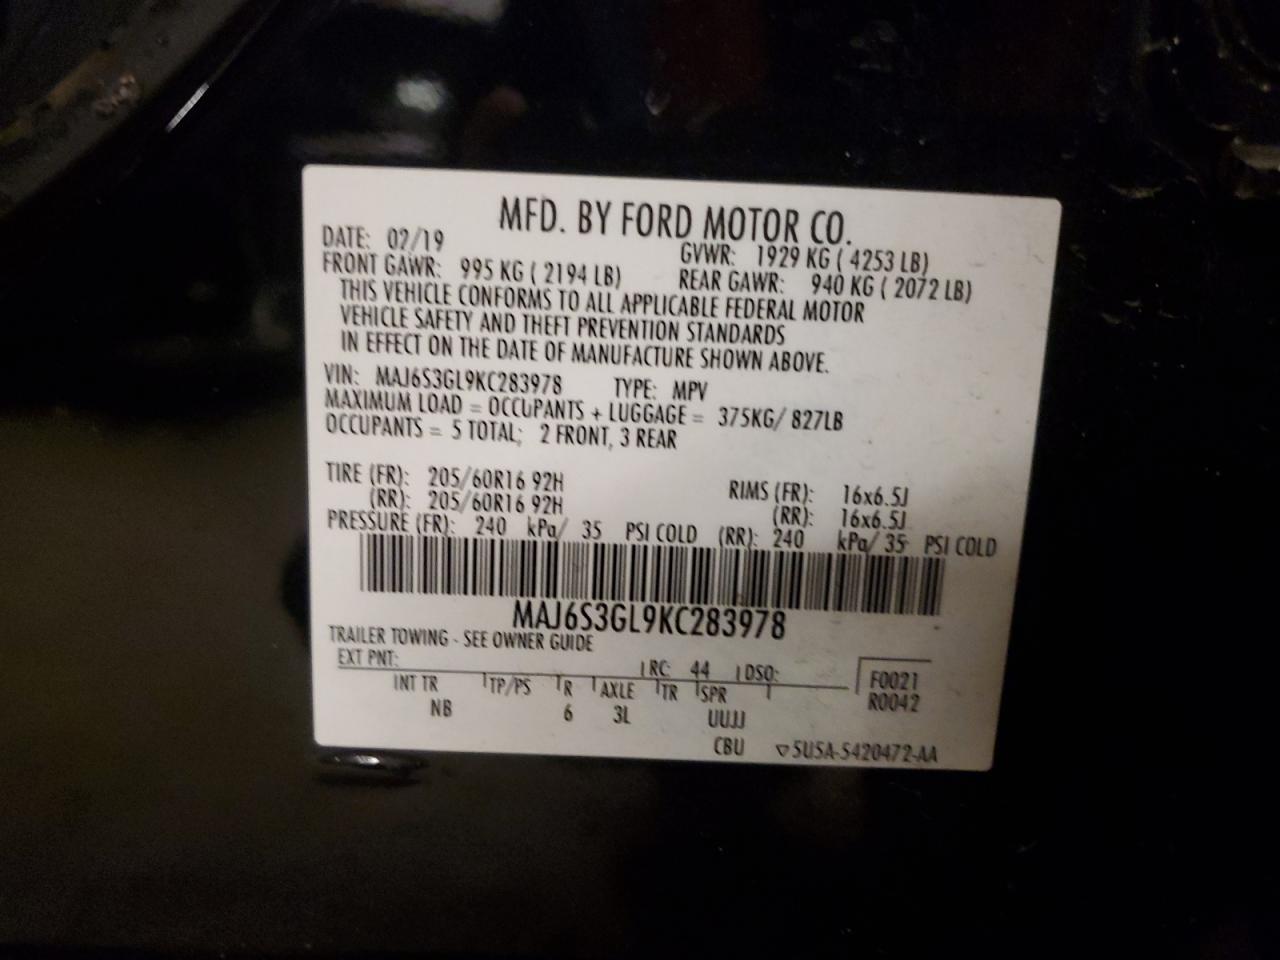 MFD. BY FORD MOTOR CO.
DATE: 02/19 GVWR: 1929 KG ( 4253 LB)
FRONT GAWR: 995 KG ( 2194 LB) REAR GAWR: 940 KG ( 2072 LB)
THIS VEHICLE CONFORMS TO ALL APPLICABLE FEDERAL MOTOR
VEHICLE SAFETY AND THEFT PREVENTION STANDARDS
IN EFFECT ON THE DATE OF MANUFACTURE SHOWN ABOVE.
VIN: MAJ6S3GL9KC283978 TYPE: MPV
MAXIMUM LOAD = OCCUPANTS + LUGGAGE = 375KG/ 827LB
OCCUPANTS = 5 TOTAL; 2 FRONT, 3 REAR
TIRE (FR): 205/60R16 92H RIMS (FR): 16x6.5J
(RR): 205/60R16 92H (RR): 16x6.5J
PRESSURE (FR): 240 kPa/ 35 PSI COLD (RR): 240 kPa/ 35 PSI COLD
MAJ6S3GL9KC283978
TRAILER TOWING - SEE OWNER GUIDE
EXT PNT: RC: 44 DSO: F0021
INT TR TP/PS R AXLE TR SPR R0042
NB 6 3L UUJJ
CBU 5U5A-5420472-AA